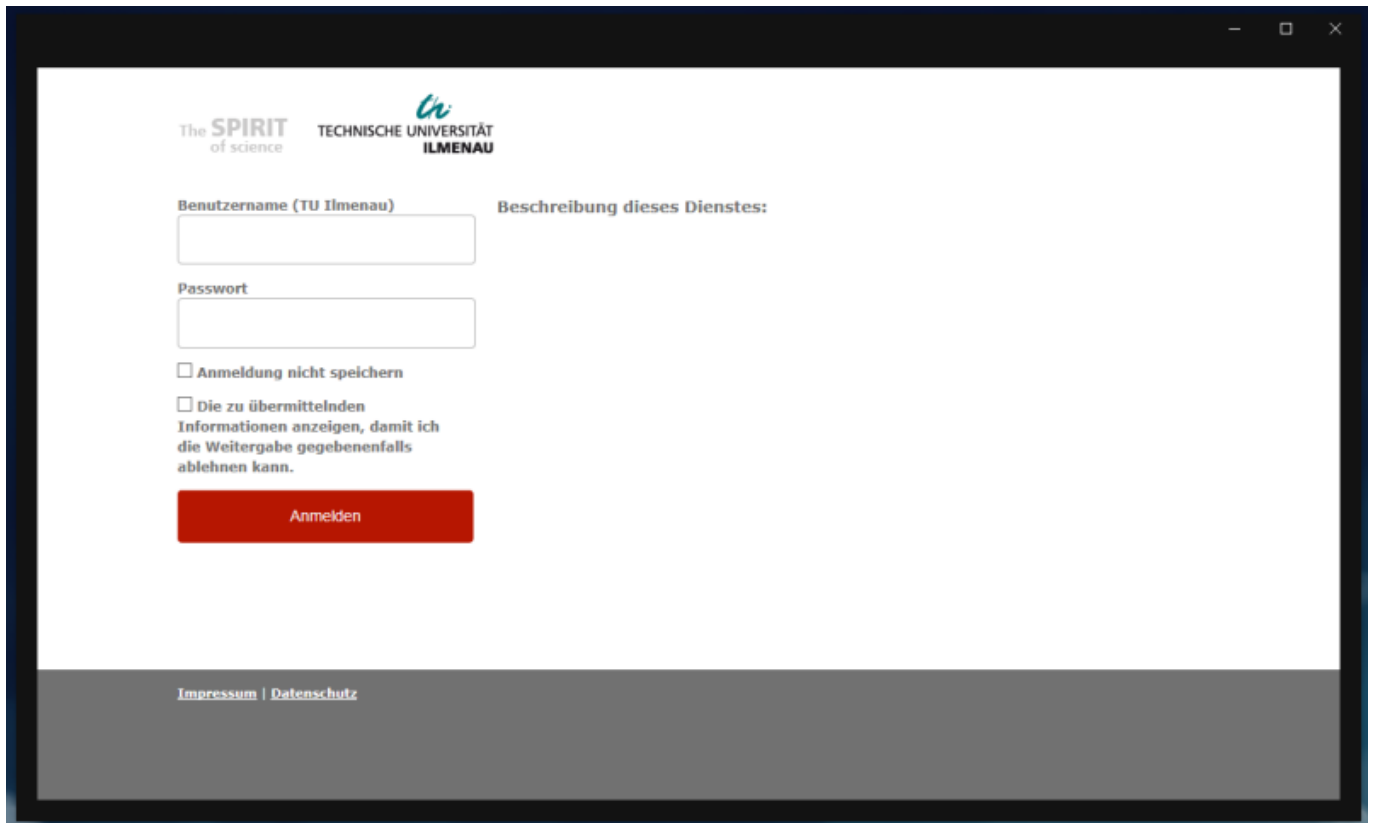 The SPIRIT
of science
TECHNISCHE UNIVERSITÄT
ILMENAU
Benutzername (TU Ilmenau)
Beschreibung dieses Dienstes:
Passwort
Anmeldung nicht speichern
Die zu übermittelnden
Informationen anzeigen, damit ich
die Weitergabe gegebenenfalls
ablehnen kann.
Anmelden
Impressum | Datenschutz